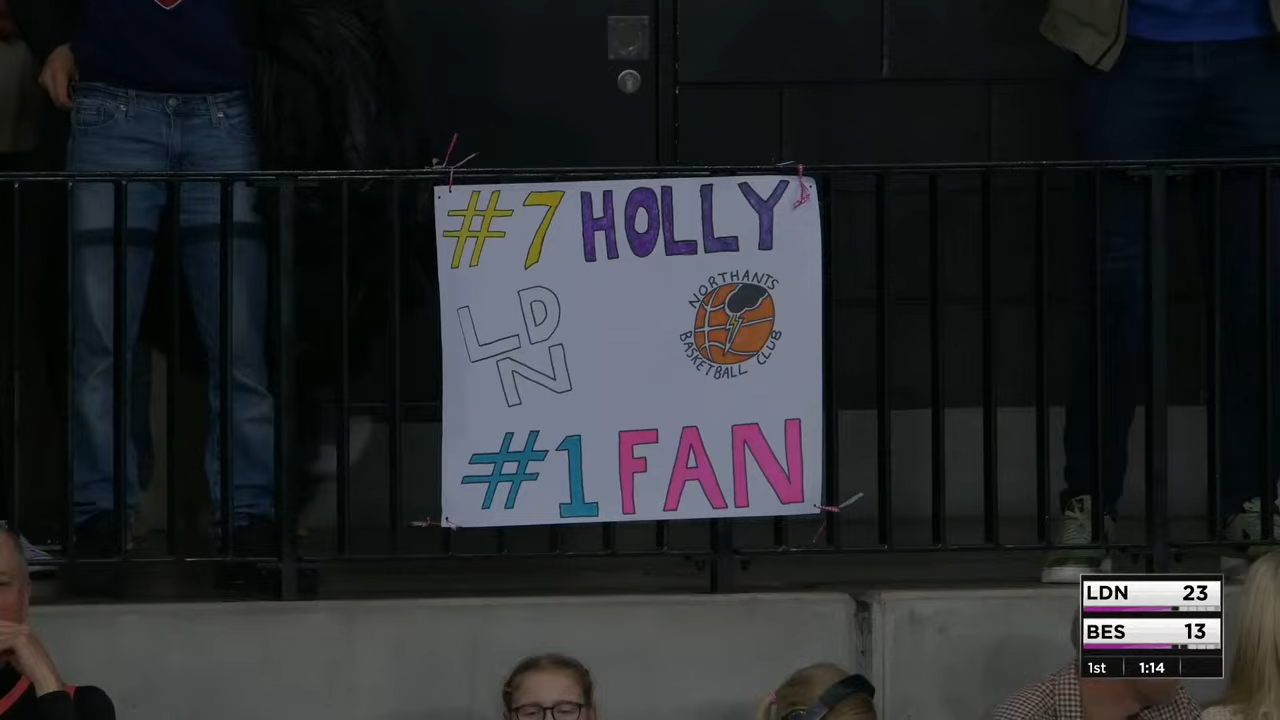 #7 HOLLY
LDN
NORTHANTS
BASKETBALL CLUB
#1 FAN
LDN 23
BES 13
1st 1:14